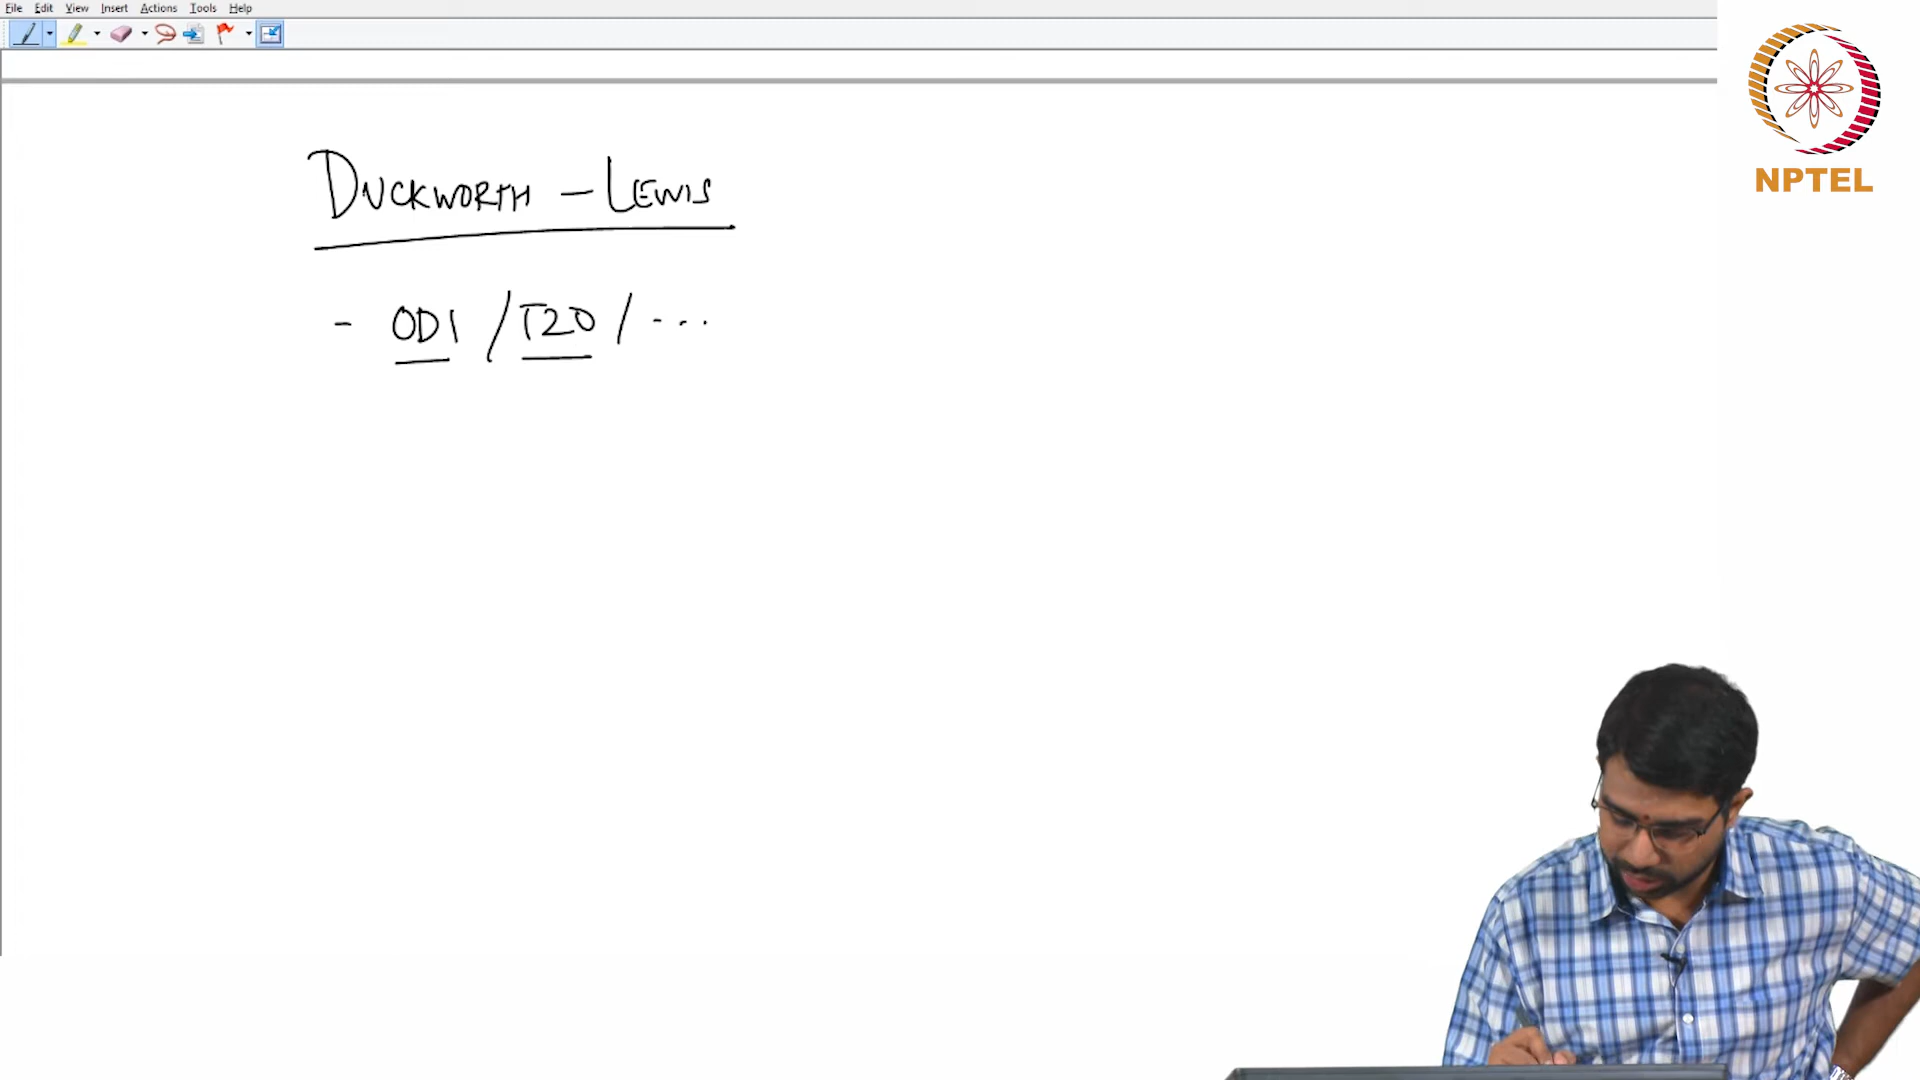 File Edit View Insert Actions Tools Help
NPTEL
DUCKWORTH - LEWIS
- ODI / T20 / ...